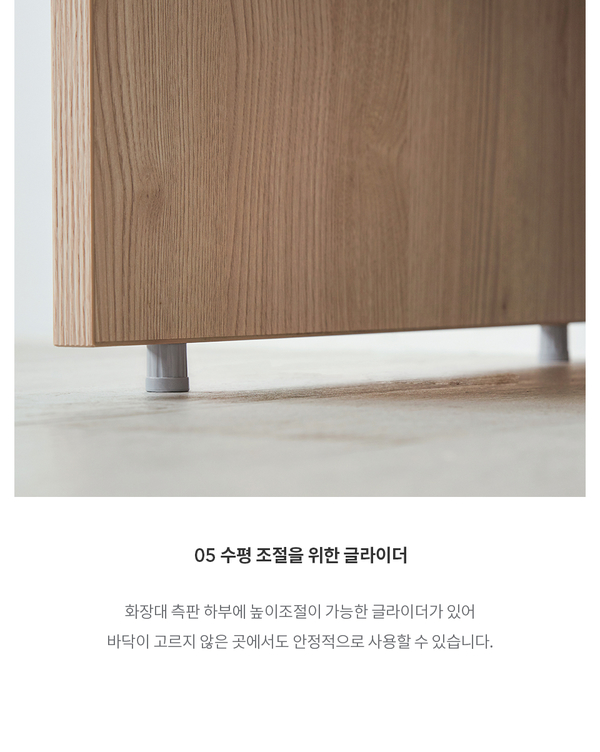 05 수평 조절을 위한 글라이더
화장대 측판 하부에 높이조절이 가능한 글라이더가 있어
바닥이 고르지 않은 곳에서도 안정적으로 사용할 수 있습니다.